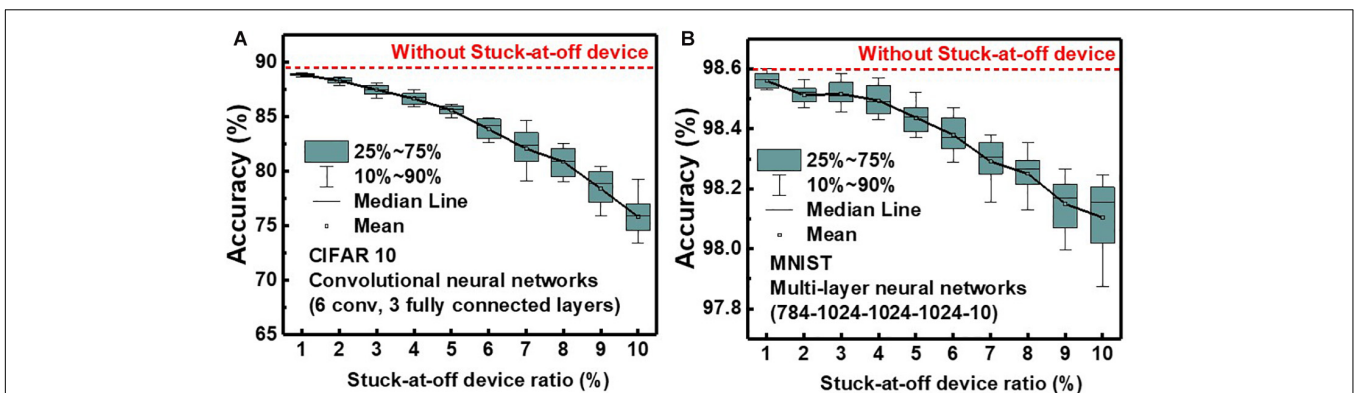 A
Without Stuck-at-off device
90
85
80
75
70
65
Accuracy (%)
25%~75%
10%~90%
Median Line
Mean
CIFAR 10
Convolutional neural networks
(6 conv, 3 fully connected layers)
1 2 3 4 5 6 7 8 9 10
Stuck-at-off device ratio (%)
B
Without Stuck-at-off device
98.6
98.4
98.2
98.0
97.8
Accuracy (%)
25%~75%
10%~90%
Median Line
Mean
MNIST
Multi-layer neural networks
(784-1024-1024-1024-10)
1 2 3 4 5 6 7 8 9 10
Stuck-at-off device ratio (%)